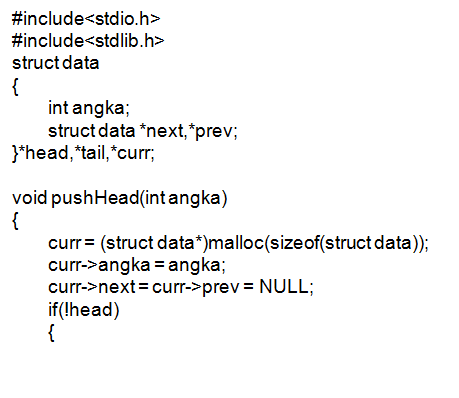 #include<stdio.h>
#include<stdlib.h>
struct data
{
int angka;
struct data *next,*prev;
}*head,*tail,*curr;
void pushHead(int angka)
{
curr = (struct data*)malloc(sizeof(struct data));
curr->angka = angka;
curr->next = curr->prev = NULL;
if(!head)
{